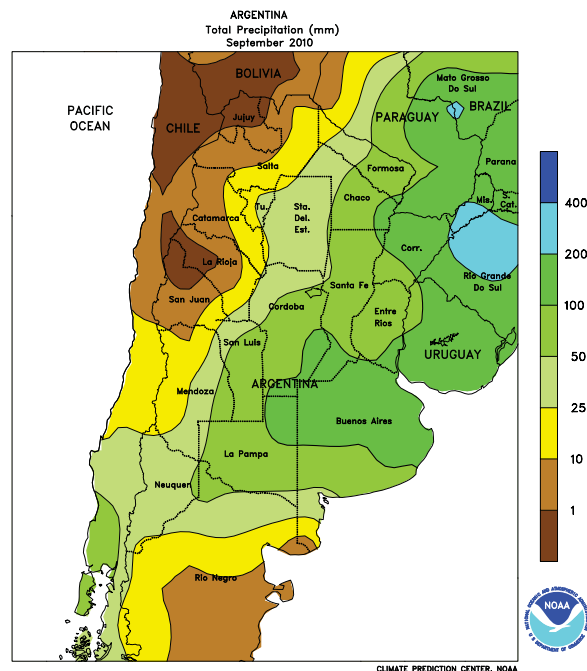 ARGENTINA
Total Precipitation (mm)
September 2010
BOLIVIA
Mato Grosso
Do Sul
PACIFIC
OCEAN
BRAZIL
CHILE
Jujuy
PARAGUAY
Parana
Salta
Formosa
Tu.
Sta.
Del.
Est.
Chaco
Mis.
S.
Cat.
Catamarca
Corr.
La Rioja
Rio Grande
Do Sul
San Juan
Santa Fe
Cordoba
Entre
Rios
San Luis
URUGUAY
Mendoza
ARGENTINA
Buenos Aires
La Pampa
Neuquen
Rio Negro
400
200
100
50
25
10
1
NOAA
CLIMATE PREDICTION CENTER, NOAA